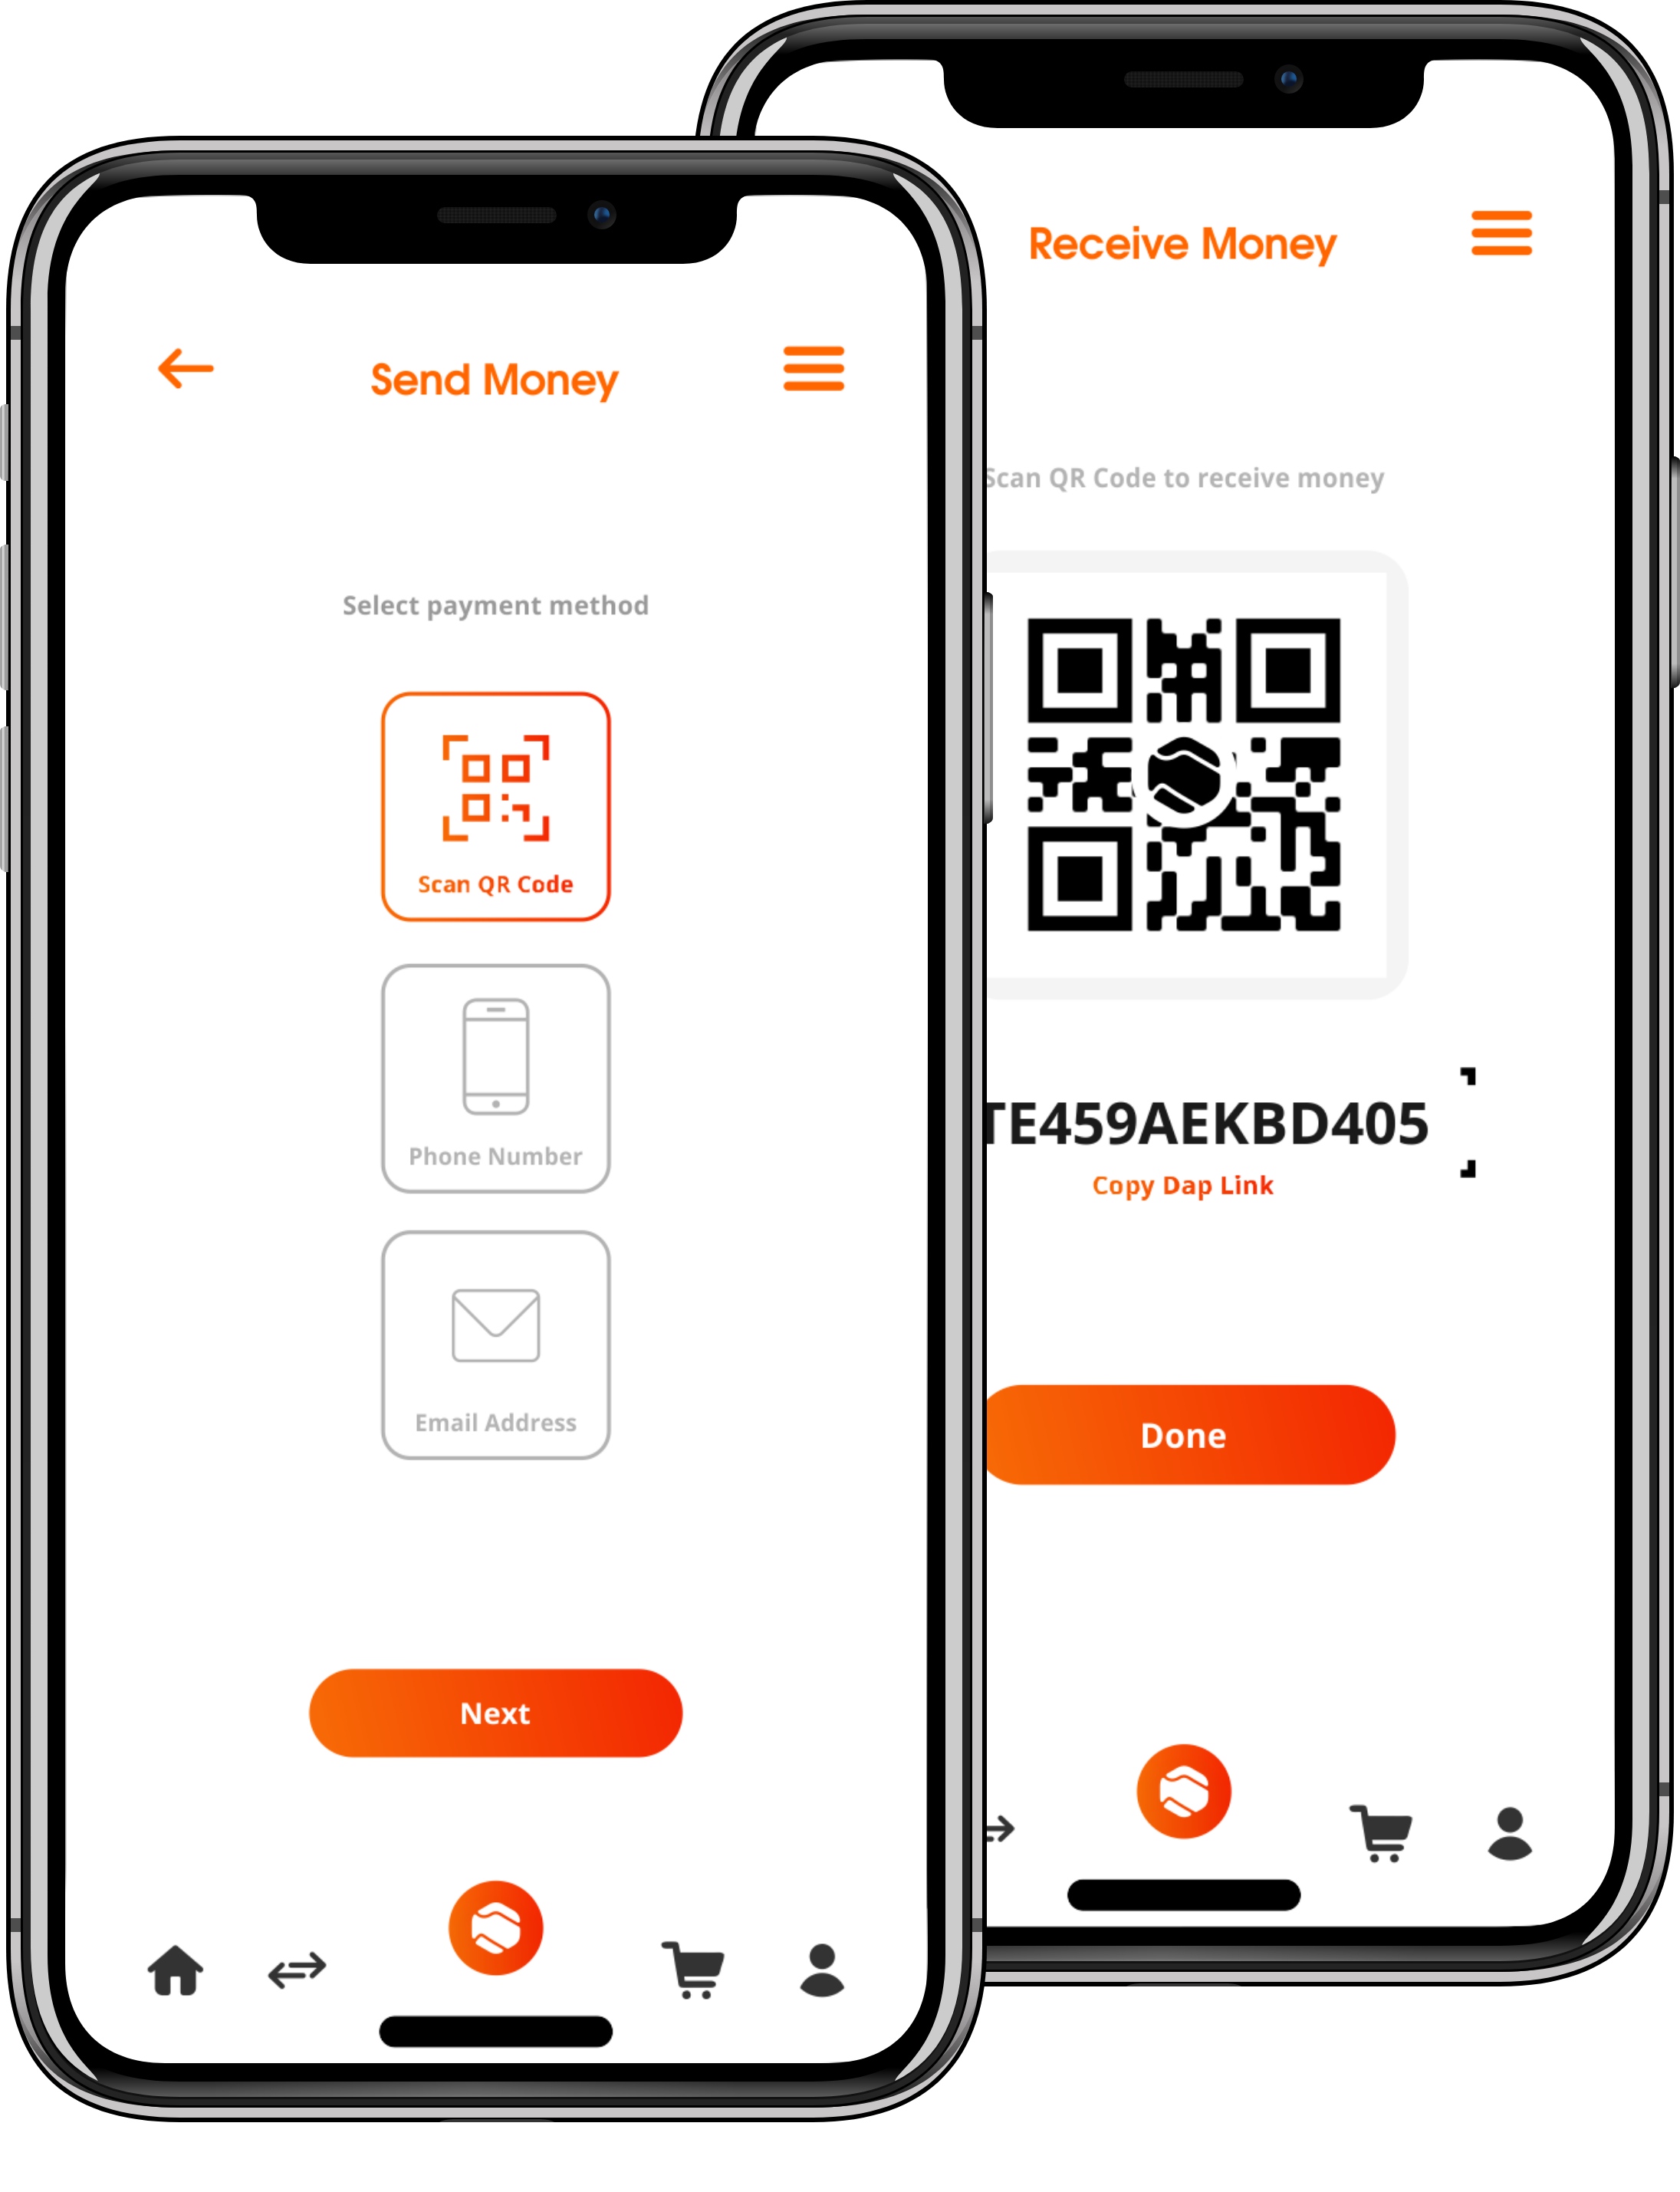 Send Money
Select payment method
Scan QR Code
Phone Number
Email Address
Next
Receive Money
Scan QR Code to receive money
TE459AEKBD405
Copy Dap Link
Done